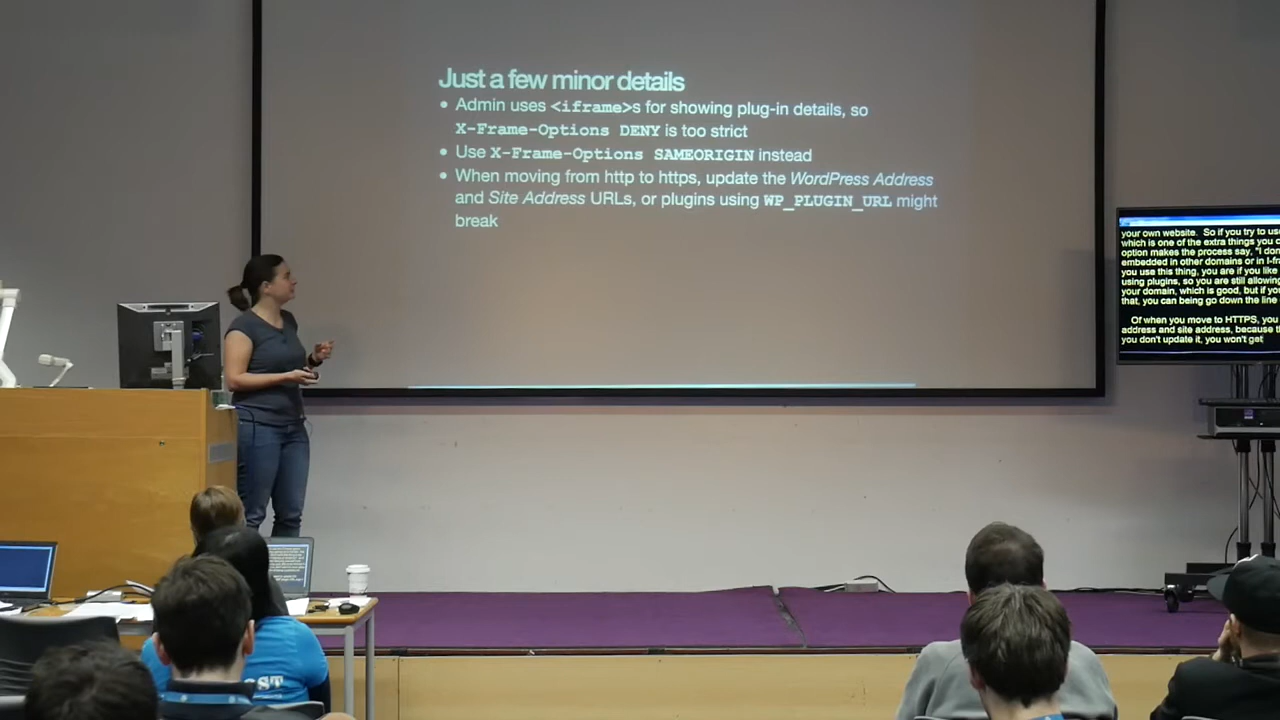 Just a few minor details
• Admin uses <iframe>s for showing plug-in details, so
X-Frame-Options DENY is too strict
• Use X-Frame-Options SAMEORIGIN instead
• When moving from http to https, update the WordPress Address
and Site Address URLs, or plugins using WP_PLUGIN_URL might
break
your own website.  So if you try to use
which is one of the extra things you
option makes the process say, "I don
embedded in other domains or in I-fra
you use this thing, you are if you like
using plugins, so you are still allowing
your domain, which is good, but if you
that, you can being go down the line
Of when you move to HTTPS, you
address and site address, because
you don't update it, you won't get
ST